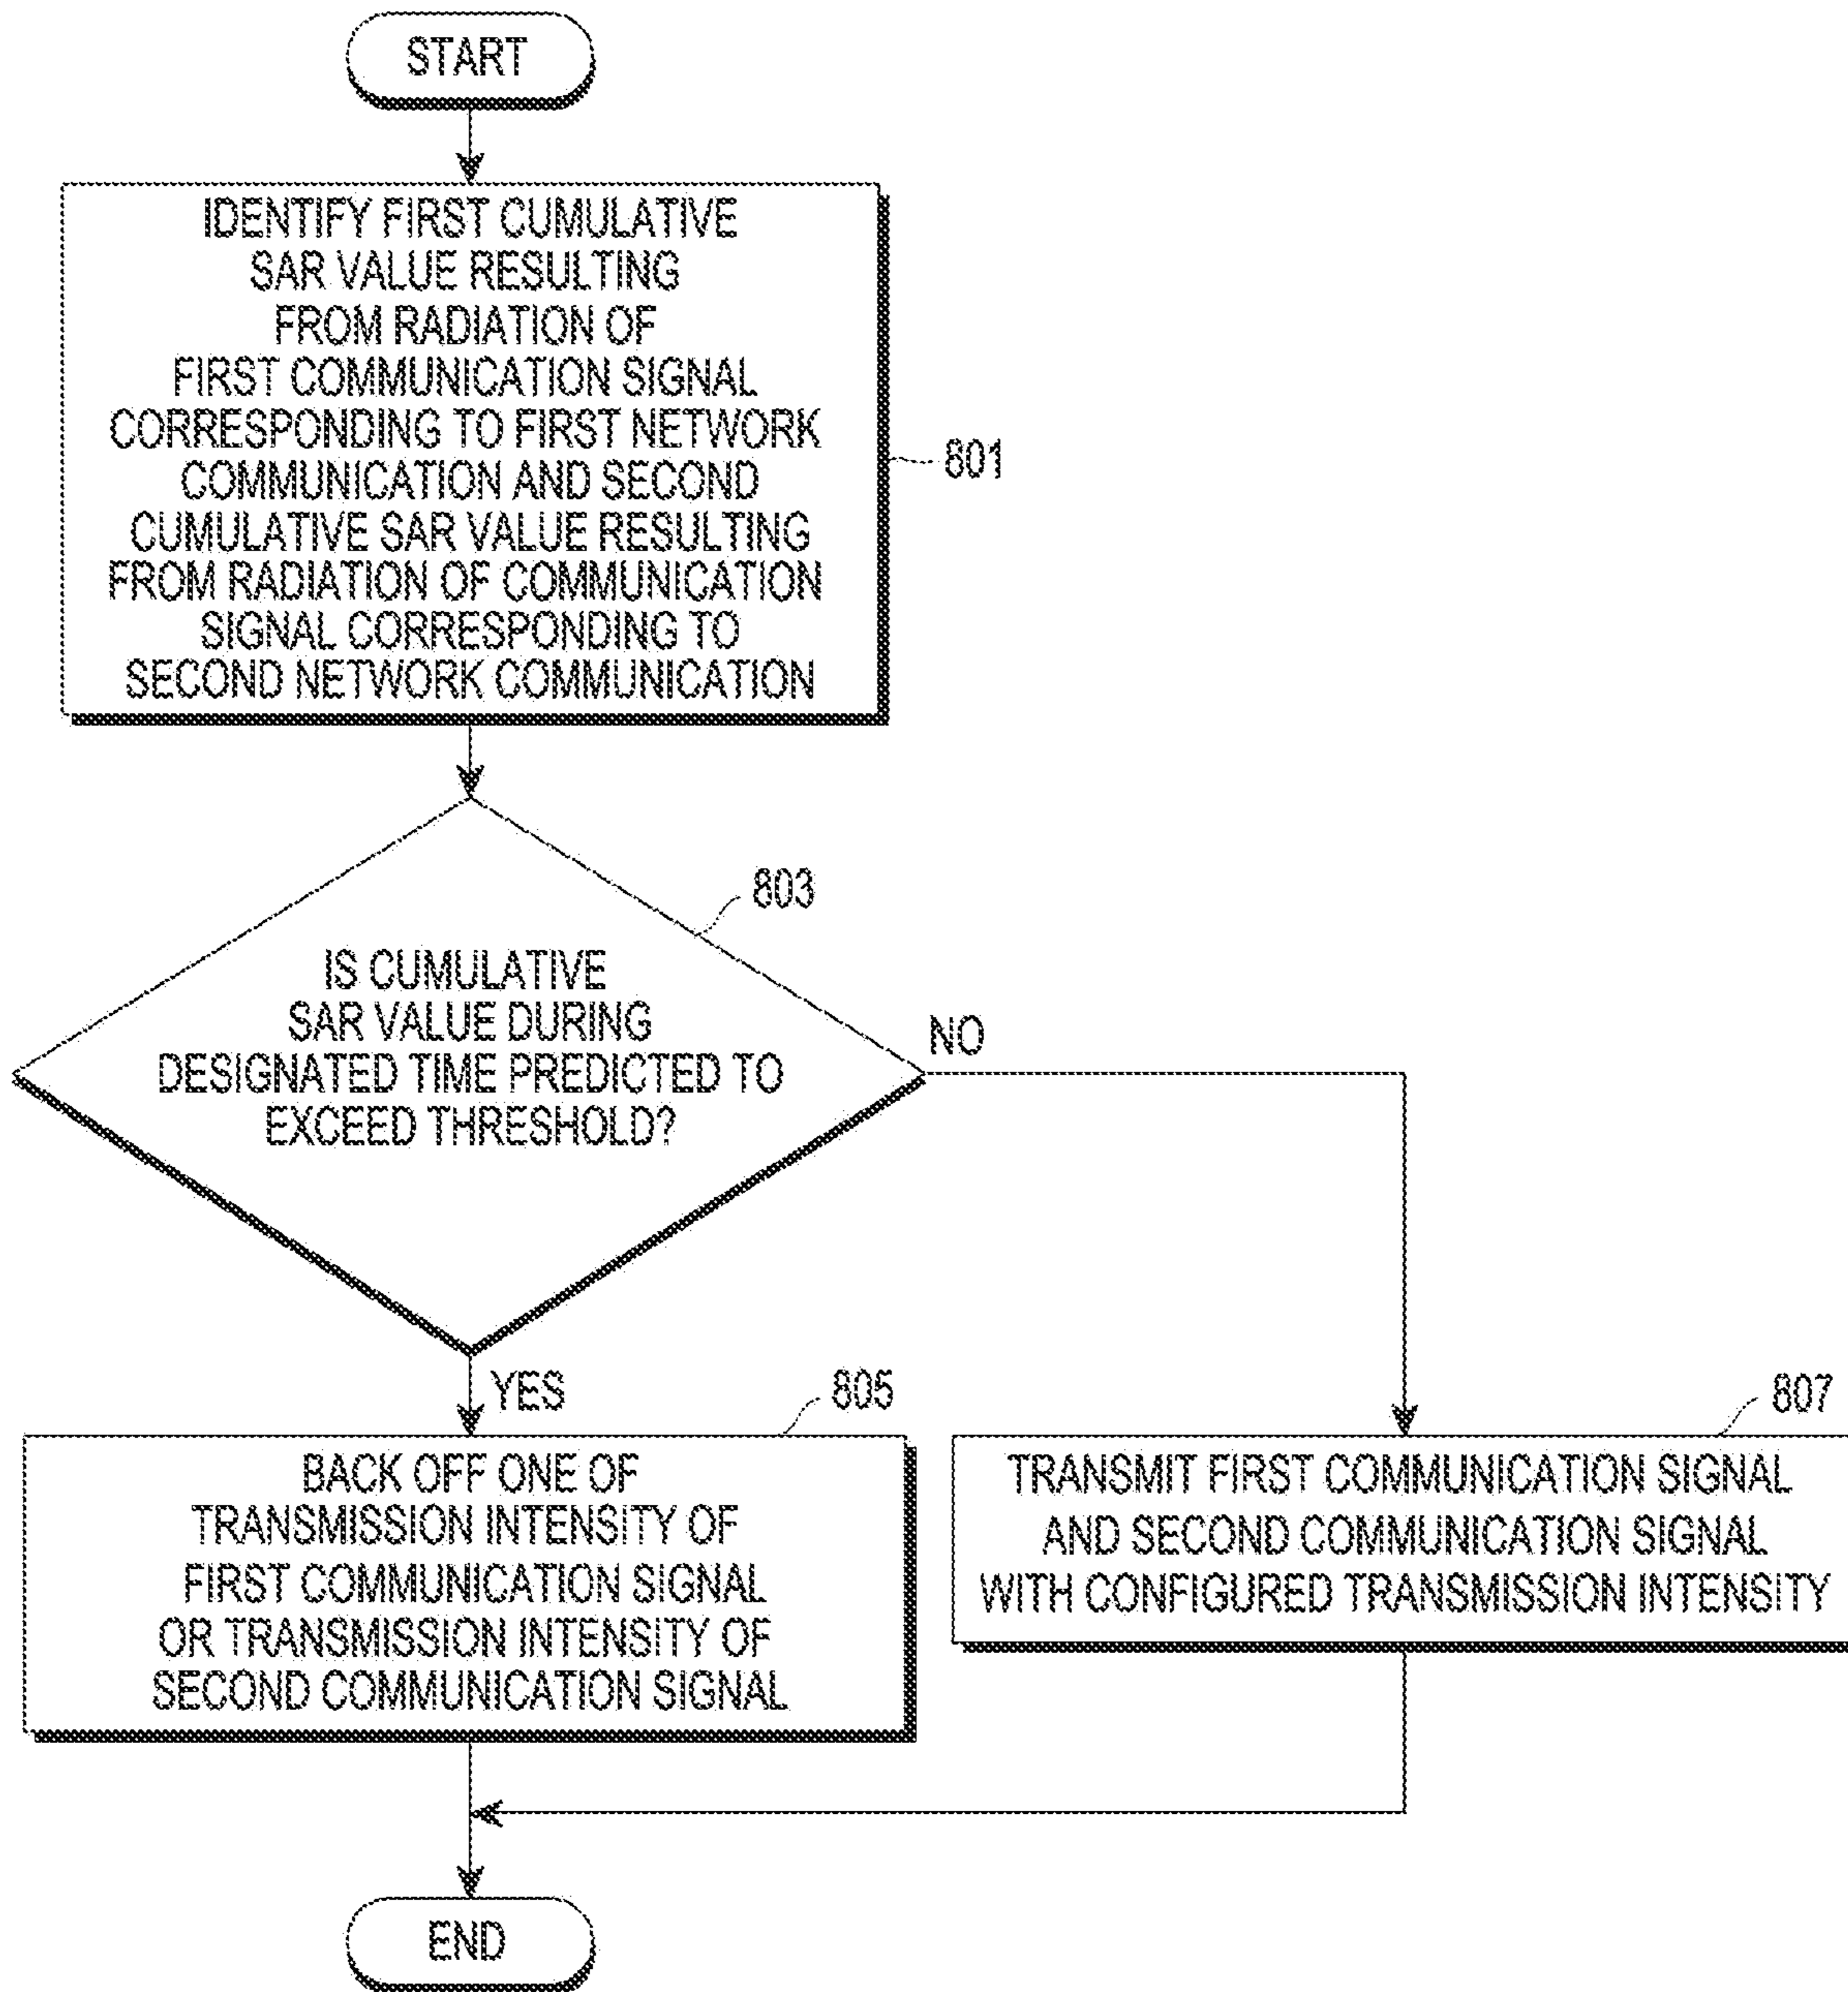 START
IDENTIFY FIRST CUMULATIVE
SAR VALUE RESULTING
FROM RADIATION OF
FIRST COMMUNICATION SIGNAL
CORRESPONDING TO FIRST NETWORK
COMMUNICATION AND SECOND
CUMULATIVE SAR VALUE RESULTING
FROM RADIATION OF COMMUNICATION
SIGNAL CORRESPONDING TO
SECOND NETWORK COMMUNICATION
801
803
IS CUMULATIVE
SAR VALUE DURING
DESIGNATED TIME PREDICTED TO
EXCEED THRESHOLD?
NO
YES
805
BACK OFF ONE OF
TRANSMISSION INTENSITY OF
FIRST COMMUNICATION SIGNAL
OR TRANSMISSION INTENSITY OF
SECOND COMMUNICATION SIGNAL
807
TRANSMIT FIRST COMMUNICATION SIGNAL
AND SECOND COMMUNICATION SIGNAL
WITH CONFIGURED TRANSMISSION INTENSITY
END